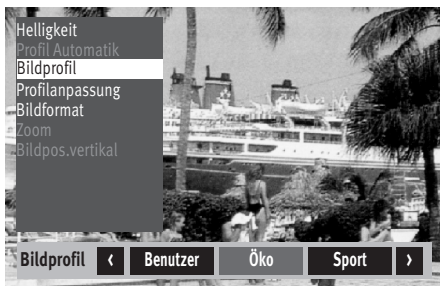 Helligkeit
Profil Automatik
Bildprofil
Profilanpassung
Bildformat
Zoom
Bildpos.vertikal
Bildprofil ‹ Benutzer Öko Sport ›